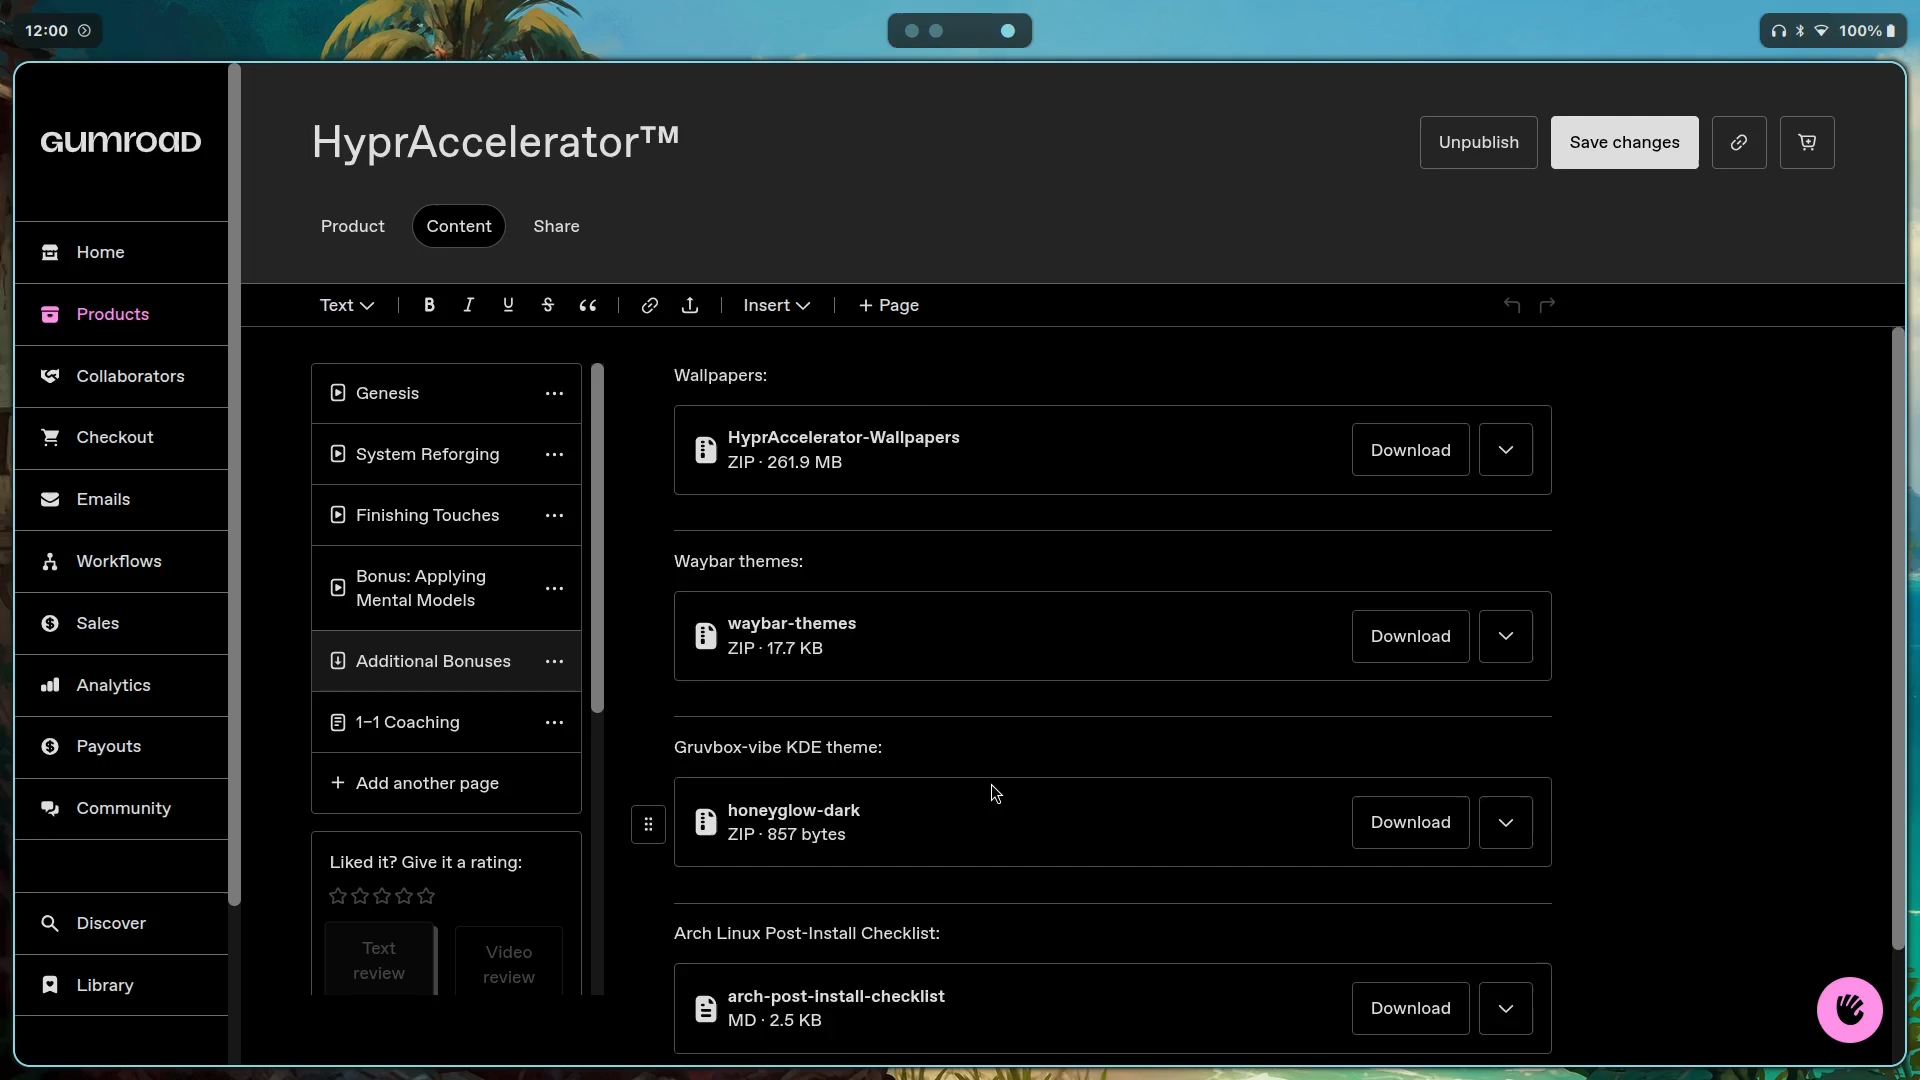 12:00
100%
GUMROAD
HyprAccelerator™
Unpublish
Save changes
Product
Content
Share
Text
B
I
U
S
Insert
+ Page
Home
Products
Collaborators
Checkout
Emails
Workflows
Sales
Analytics
Payouts
Community
Discover
Library
Genesis
System Reforging
Finishing Touches
Bonus: Applying
Mental Models
Additional Bonuses
1–1 Coaching
+ Add another page
Liked it? Give it a rating:
Text
review
Video
review
Wallpapers:
HyprAccelerator-Wallpapers
ZIP · 261.9 MB
Download
Waybar themes:
waybar-themes
ZIP · 17.7 KB
Download
Gruvbox-vibe KDE theme:
honeyglow-dark
ZIP · 857 bytes
Download
Arch Linux Post-Install Checklist:
arch-post-install-checklist
MD · 2.5 KB
Download